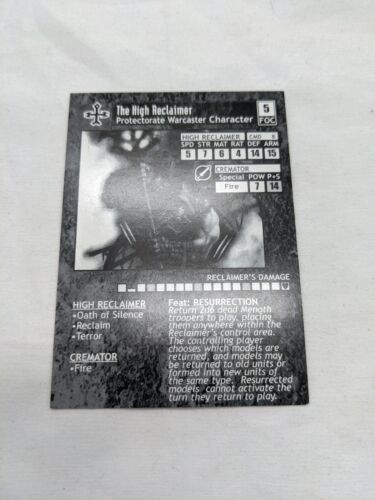 The High Reclaimer
Protectorate Warcaster Character
5
FOC
HIGH RECLAIMER CMD 8
SPD STR MAT RAT DEF ARM
5 7 6 4 14 15
CREMATOR
Special POW P+S
Fire 7 14
RECLAIMER'S DAMAGE
HIGH RECLAIMER
•Oath of Silence
•Reclaim
•Terror
CREMATOR
•Fire
Feat: RESURRECTION
Return 2d6 dead Menoth
troopers to play, placing
them anywhere within the
Reclaimer's control area.
The controlling player
chooses which models are
returned, and models may
be returned to old units or
formed into new units of
the same type. Resurrected
models cannot activate the
turn they return to play.